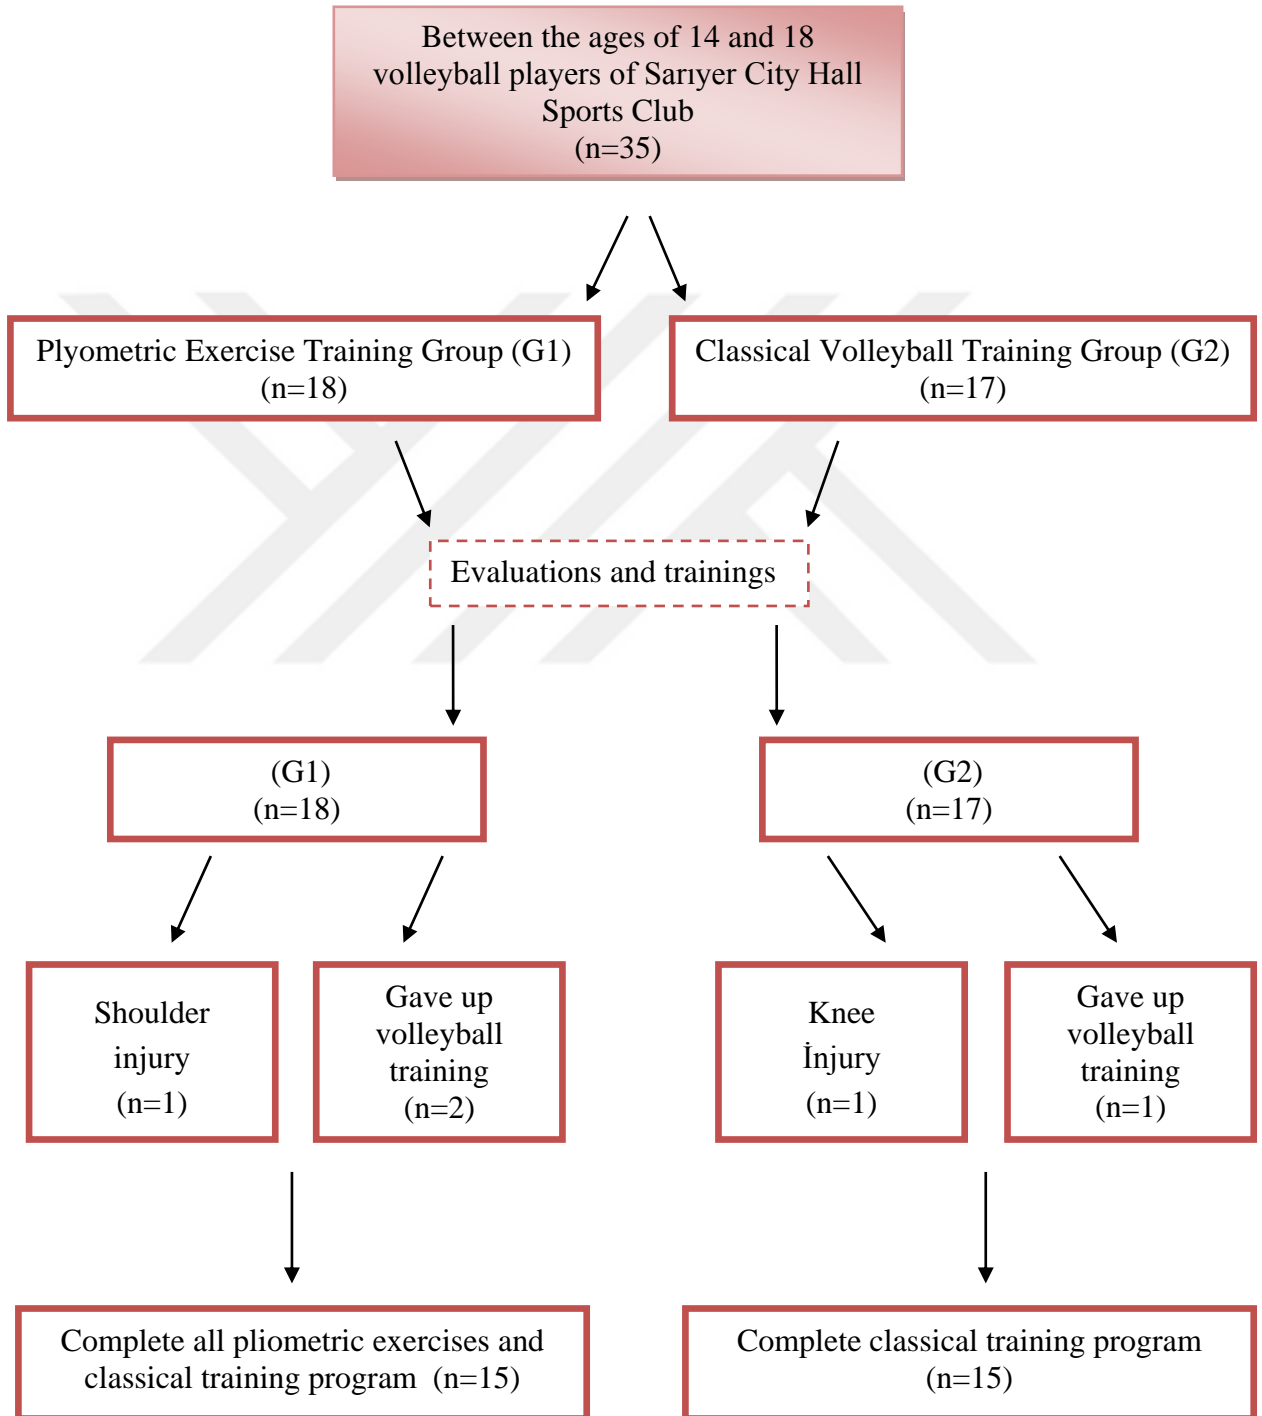 Between the ages of 14 and 18
volleyball players of Sarıyer City Hall
Sports Club
(n=35)
Plyometric Exercise Training Group (G1)
(n=18)
Classical Volleyball Training Group (G2)
(n=17)
Evaluations and trainings
(G1)
(n=18)
(G2)
(n=17)
Shoulder
injury
(n=1)
Gave up
volleyball
training
(n=2)
Knee
İnjury
(n=1)
Gave up
volleyball
training
(n=1)
Complete all pliometric exercises and
classical training program (n=15)
Complete classical training program
(n=15)